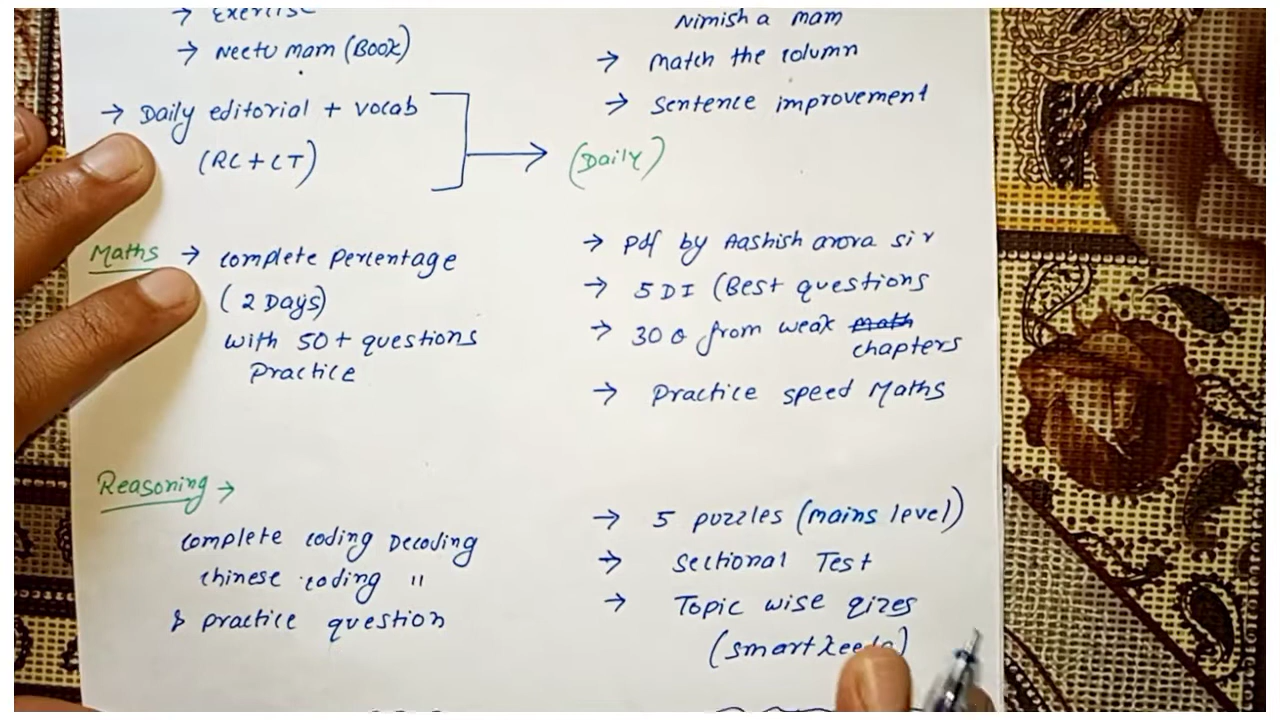 → Exercise
→ Neetu mam (Book)
→ Daily editorial + vocab
(RC + CT)
Nimisha mam
→ Match the column
→ Sentence improvement
(Daily)
Maths → Complete Percentage
(2 Days)
with 50+ questions
Practice
→ Pdf by Aashish arora sir
→ 5 DI (Best questions
→ 30 Q from weak math
chapters
→ Practice speed Maths
Reasoning →
Complete coding Decoding
Chinese coding "
& practice question
→ 5 puzzles (mains level)
→ Sectional Test
→ Topic wise qizes